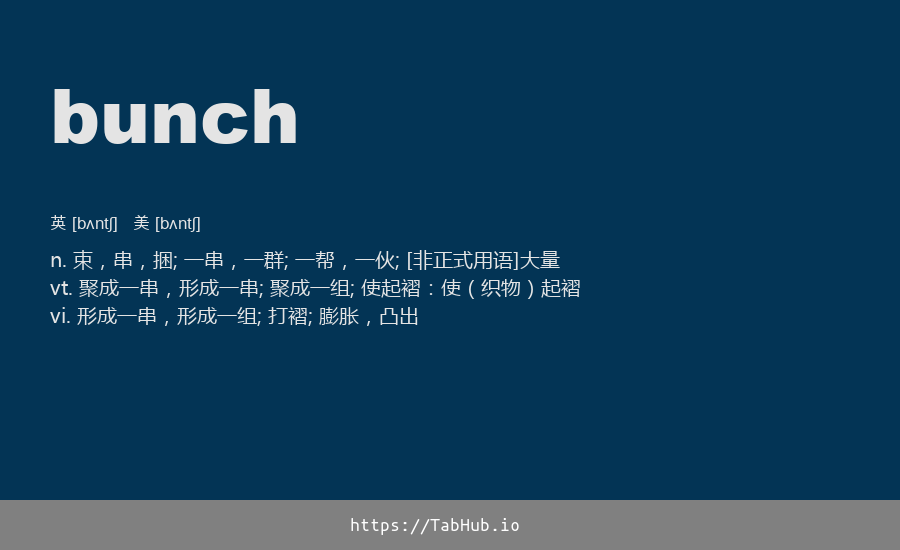 bunch
英 [bʌntʃ] 美 [bʌntʃ]
n. 束，串，捆; 一串，一群; 一帮，一伙; [非正式用语]大量
vt. 聚成一串，形成一串; 聚成一组; 使起褶：使（织物）起褶
vi. 形成一串，形成一组; 打褶; 膨胀，凸出
https://TabHub.io